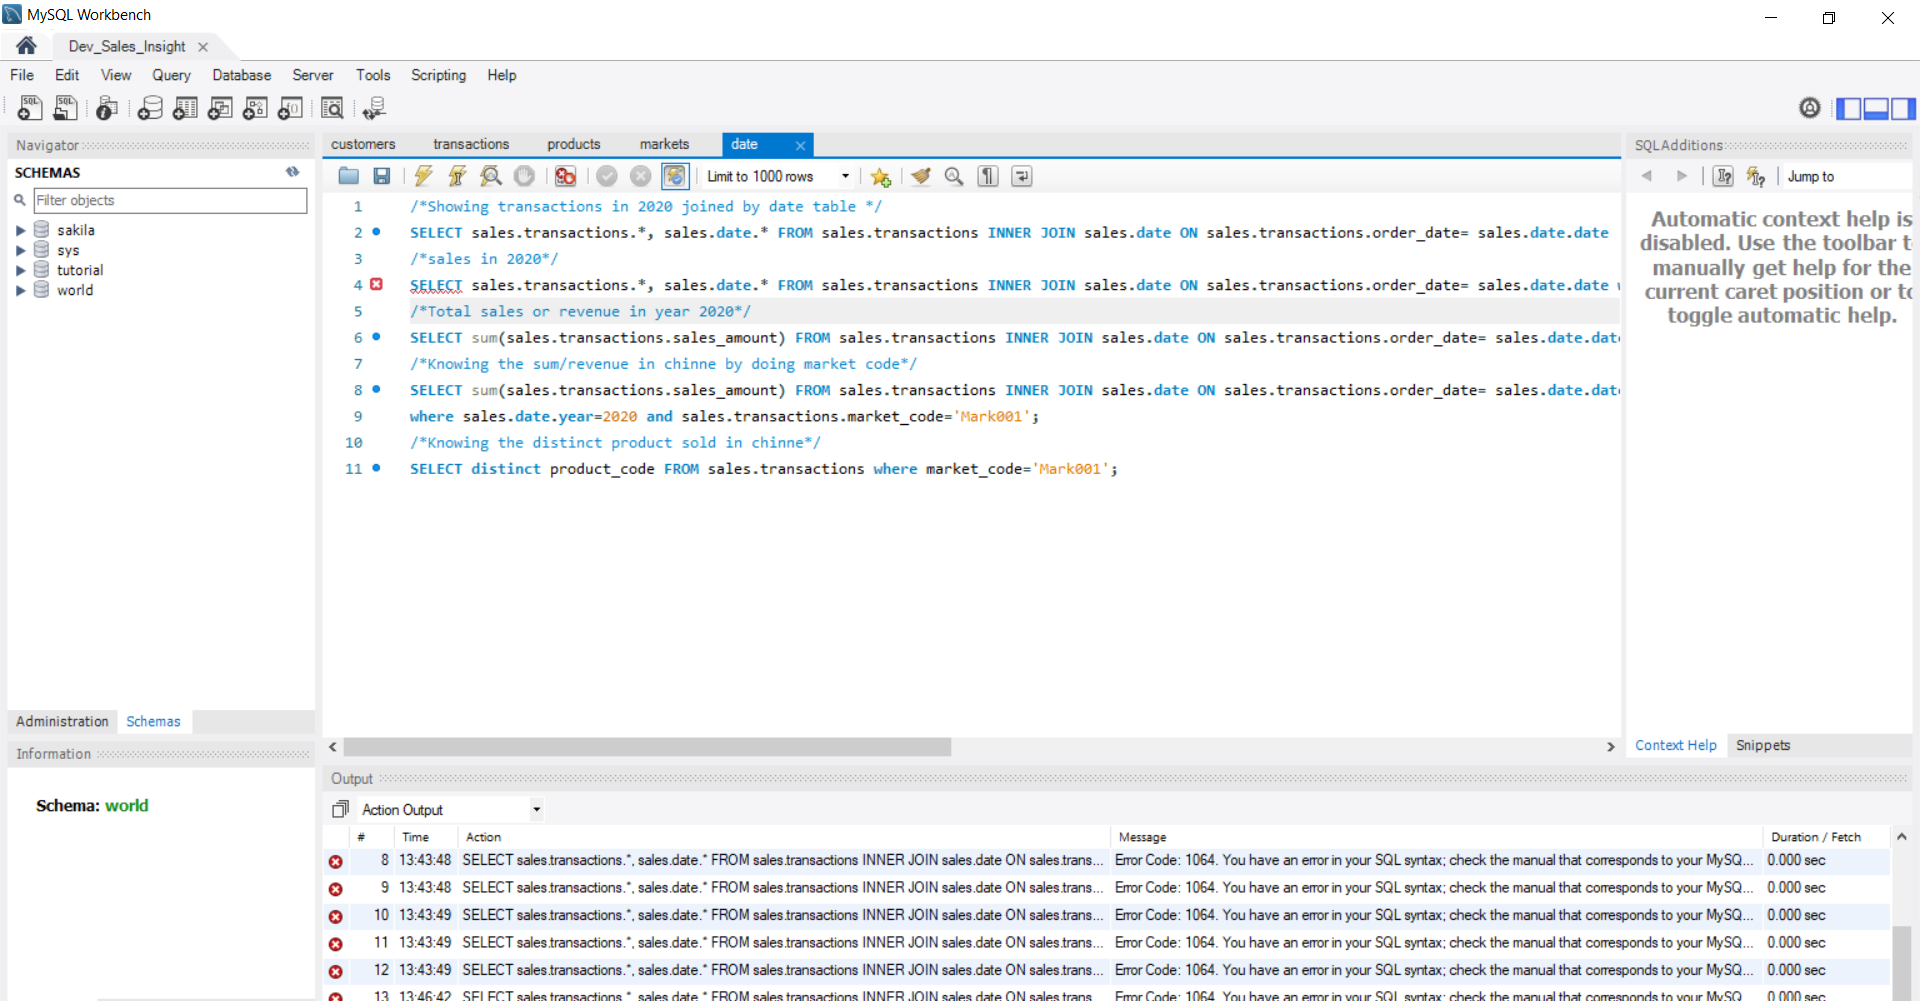 MySQL Workbench
Dev_Sales_Insight
File Edit View Query Database Server Tools Scripting Help
Navigator
SCHEMAS
Filter objects
sakila
sys
tutorial
world
Administration Schemas
Information
Schema: world
customers transactions products markets date
Limit to 1000 rows
1 /*Showing transactions in 2020 joined by date table */
2 SELECT sales.transactions.*, sales.date.* FROM sales.transactions INNER JOIN sales.date ON sales.transactions.order_date= sales.date.date
3 /*sales in 2020*/
4 SELECT sales.transactions.*, sales.date.* FROM sales.transactions INNER JOIN sales.date ON sales.transactions.order_date= sales.date.date
5 /*Total sales or revenue in year 2020*/
6 SELECT sum(sales.transactions.sales_amount) FROM sales.transactions INNER JOIN sales.date ON sales.transactions.order_date= sales.date.dat
7 /*Knowing the sum/revenue in chinne by doing market code*/
8 SELECT sum(sales.transactions.sales_amount) FROM sales.transactions INNER JOIN sales.date ON sales.transactions.order_date= sales.date.dat
9 where sales.date.year=2020 and sales.transactions.market_code='Mark001';
10 /*Knowing the distinct product sold in chinne*/
11 SELECT distinct product_code FROM sales.transactions where market_code='Mark001';
SQLAdditions
Jump to
Automatic context help is
disabled. Use the toolbar t
manually get help for the
current caret position or to
toggle automatic help.
Context Help Snippets
Output
Action Output
# Time Action Message Duration / Fetch
8 13:43:48 SELECT sales.transactions.*, sales.date.* FROM sales.transactions INNER JOIN sales.date ON sales.trans... Error Code: 1064. You have an error in your SQL syntax; check the manual that corresponds to your MySQ... 0.000 sec
9 13:43:48 SELECT sales.transactions.*, sales.date.* FROM sales.transactions INNER JOIN sales.date ON sales.trans... Error Code: 1064. You have an error in your SQL syntax; check the manual that corresponds to your MySQ... 0.000 sec
10 13:43:49 SELECT sales.transactions.*, sales.date.* FROM sales.transactions INNER JOIN sales.date ON sales.trans... Error Code: 1064. You have an error in your SQL syntax; check the manual that corresponds to your MySQ... 0.000 sec
11 13:43:49 SELECT sales.transactions.*, sales.date.* FROM sales.transactions INNER JOIN sales.date ON sales.trans... Error Code: 1064. You have an error in your SQL syntax; check the manual that corresponds to your MySQ... 0.000 sec
12 13:43:49 SELECT sales.transactions.*, sales.date.* FROM sales.transactions INNER JOIN sales.date ON sales.trans... Error Code: 1064. You have an error in your SQL syntax; check the manual that corresponds to your MySQ... 0.000 sec
13 13:46:42 SELECT sales.transactions.*, sales.date.* FROM sales.transactions INNER JOIN sales.date ON sales.trans... Error Code: 1064. You have an error in your SQL syntax; check the manual that corresponds to your MySQ... 0.000 sec